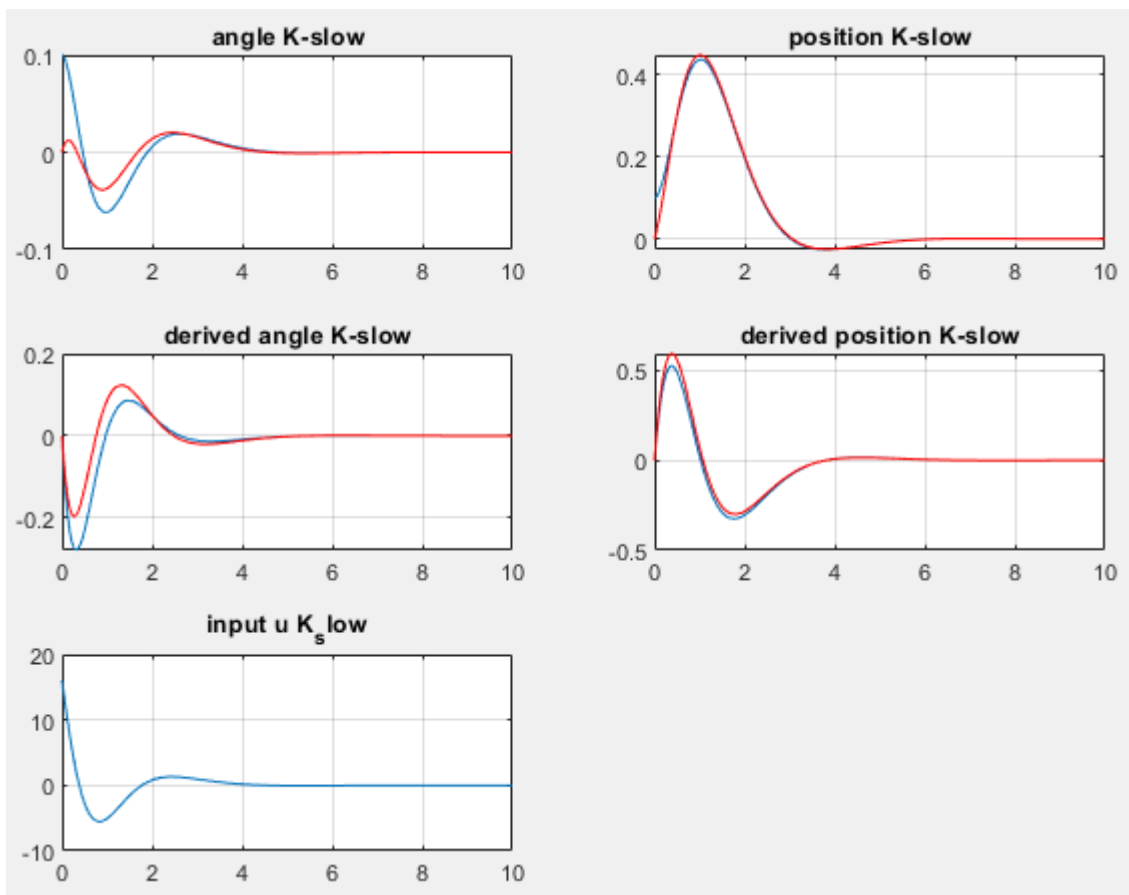 angle K-slow
0.1
0
-0.1
0 2 4 6 8 10
position K-slow
0.4
0.2
0
0 2 4 6 8 10
derived angle K-slow
0.2
0
-0.2
0 2 4 6 8 10
derived position K-slow
0.5
0
-0.5
0 2 4 6 8 10
input u K_slow
20
10
0
-10
0 2 4 6 8 10